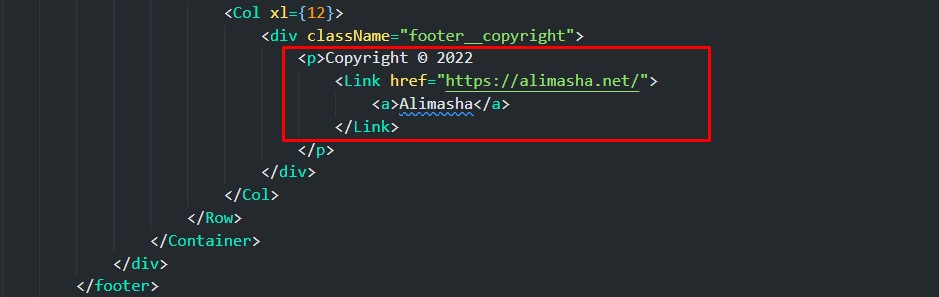 <Col xl={12}>
<div className="footer__copyright">
<p>Copyright © 2022
<Link href="https://alimasha.net/">
<a>Alimasha</a>
</Link>
</p>
</div>
</Col>
</Row>
</Container>
</div>
</footer>